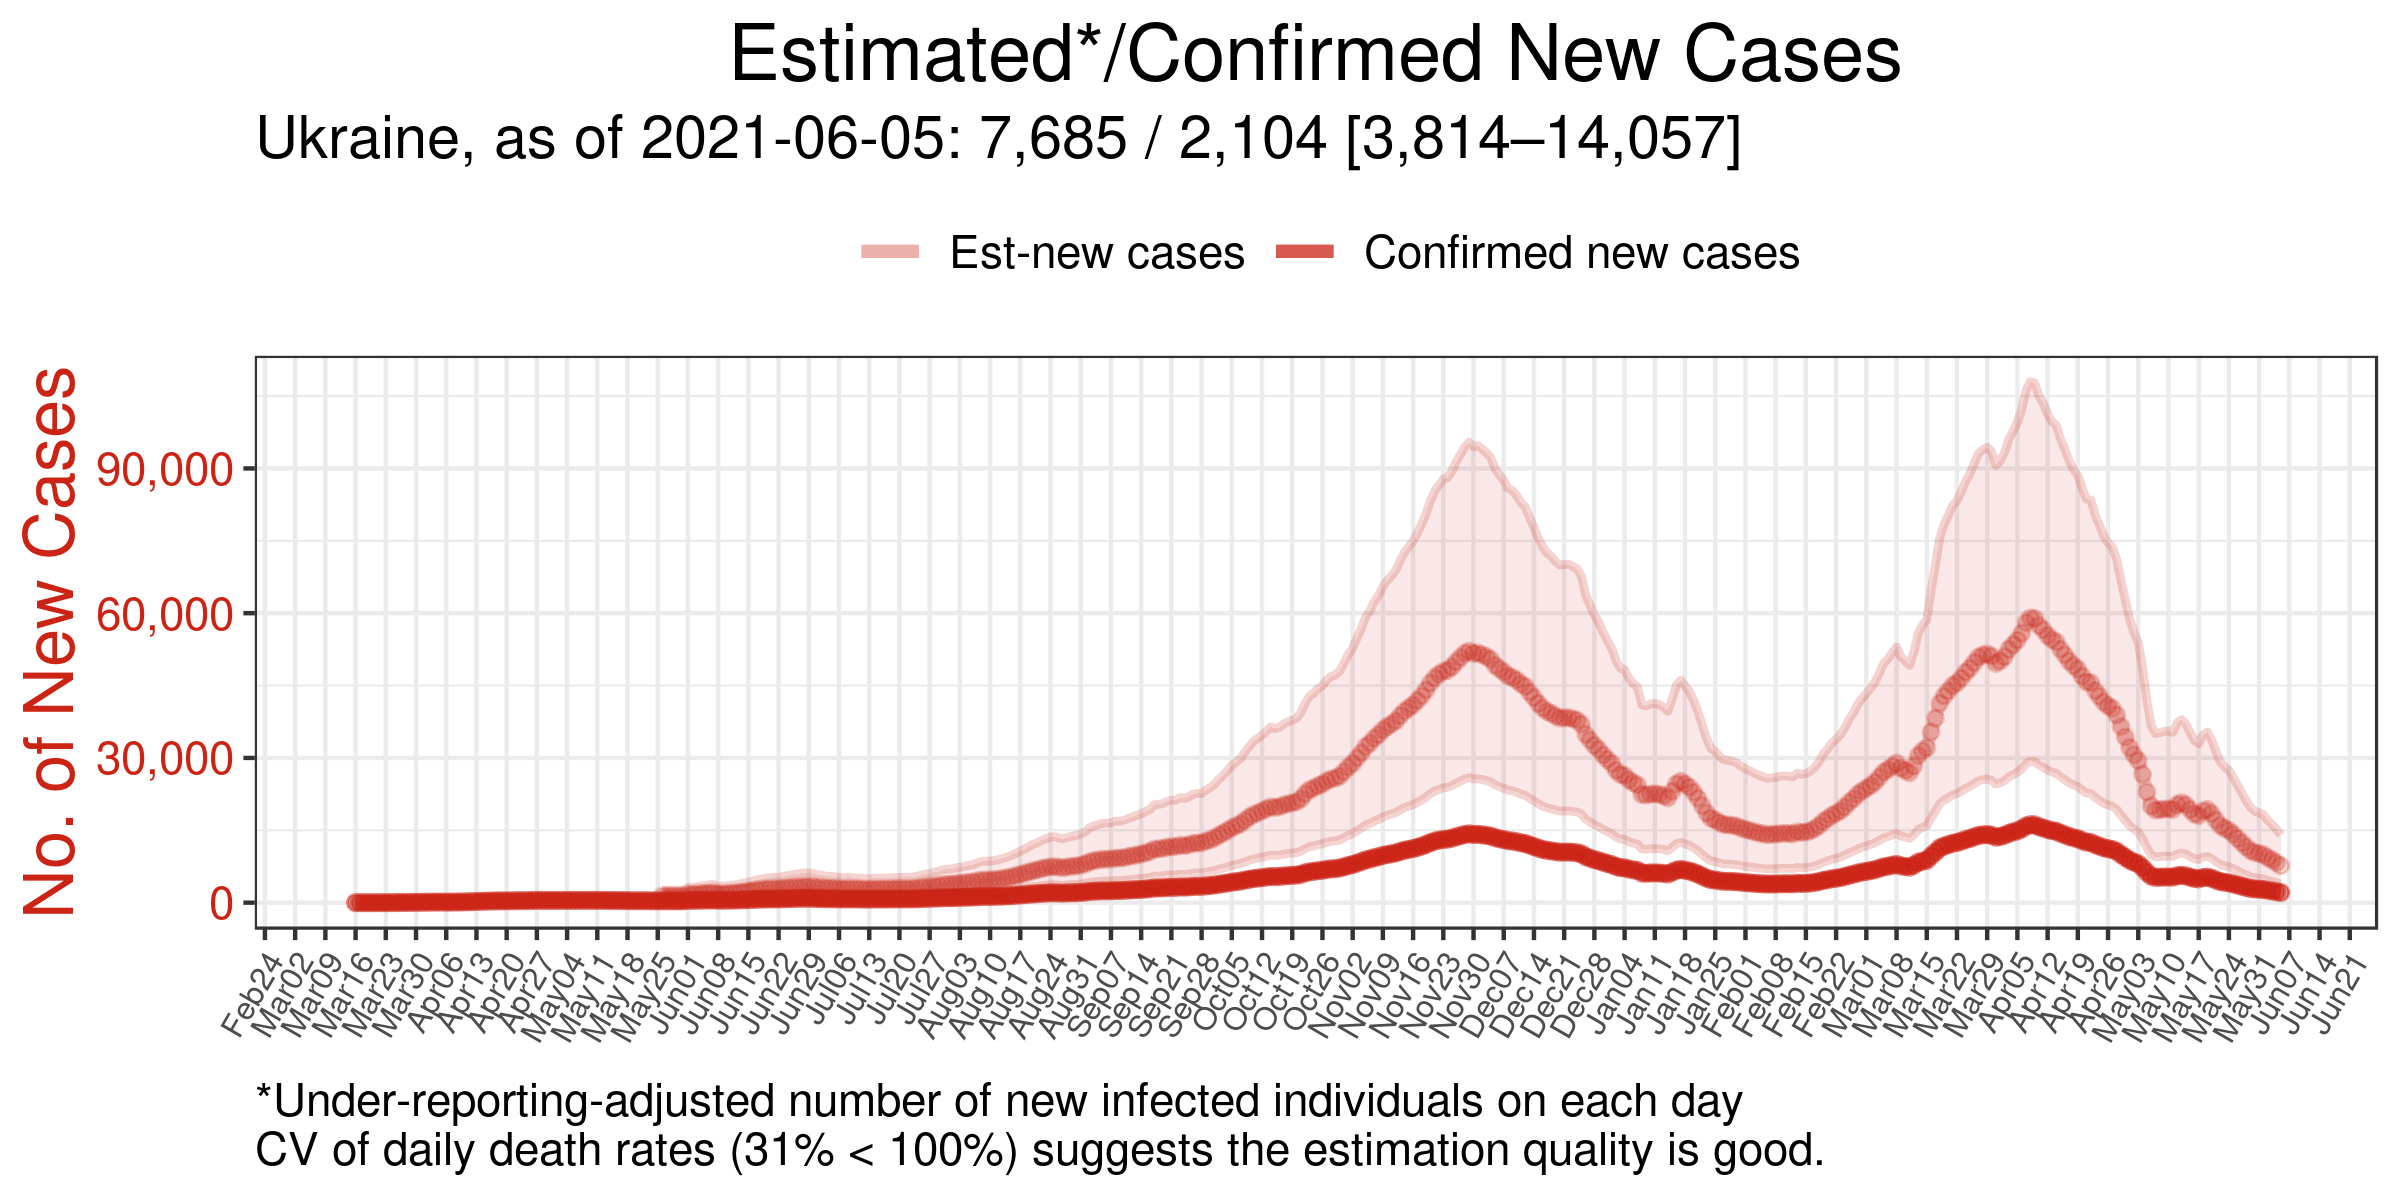 Estimated*/Confirmed New Cases
Ukraine, as of 2021-06-05: 7,685 / 2,104 [3,814–14,057]
Est-new cases Confirmed new cases
No. of New Cases
90,000
60,000
30,000
0
Feb24 Mar02 Mar09 Mar16 Mar23 Mar30 Apr06 Apr13 Apr20 Apr27 May04 May11 May18 May25 Jun01 Jun08 Jun15 Jun22 Jun29 Jul06 Jul13 Jul20 Jul27 Aug03 Aug10 Aug17 Aug24 Aug31 Sep07 Sep14 Sep21 Sep28 Oct05 Oct12 Oct19 Oct26 Nov02 Nov09 Nov16 Nov23 Nov30 Dec07 Dec14 Dec21 Dec28 Jan04 Jan11 Jan18 Jan25 Feb01 Feb08 Feb15 Feb22 Mar01 Mar08 Mar15 Mar22 Mar29 Apr05 Apr12 Apr19 Apr26 May03 May10 May17 May24 May31 Jun07 Jun14 Jun21
*Under-reporting-adjusted number of new infected individuals on each day
CV of daily death rates (31% < 100%) suggests the estimation quality is good.